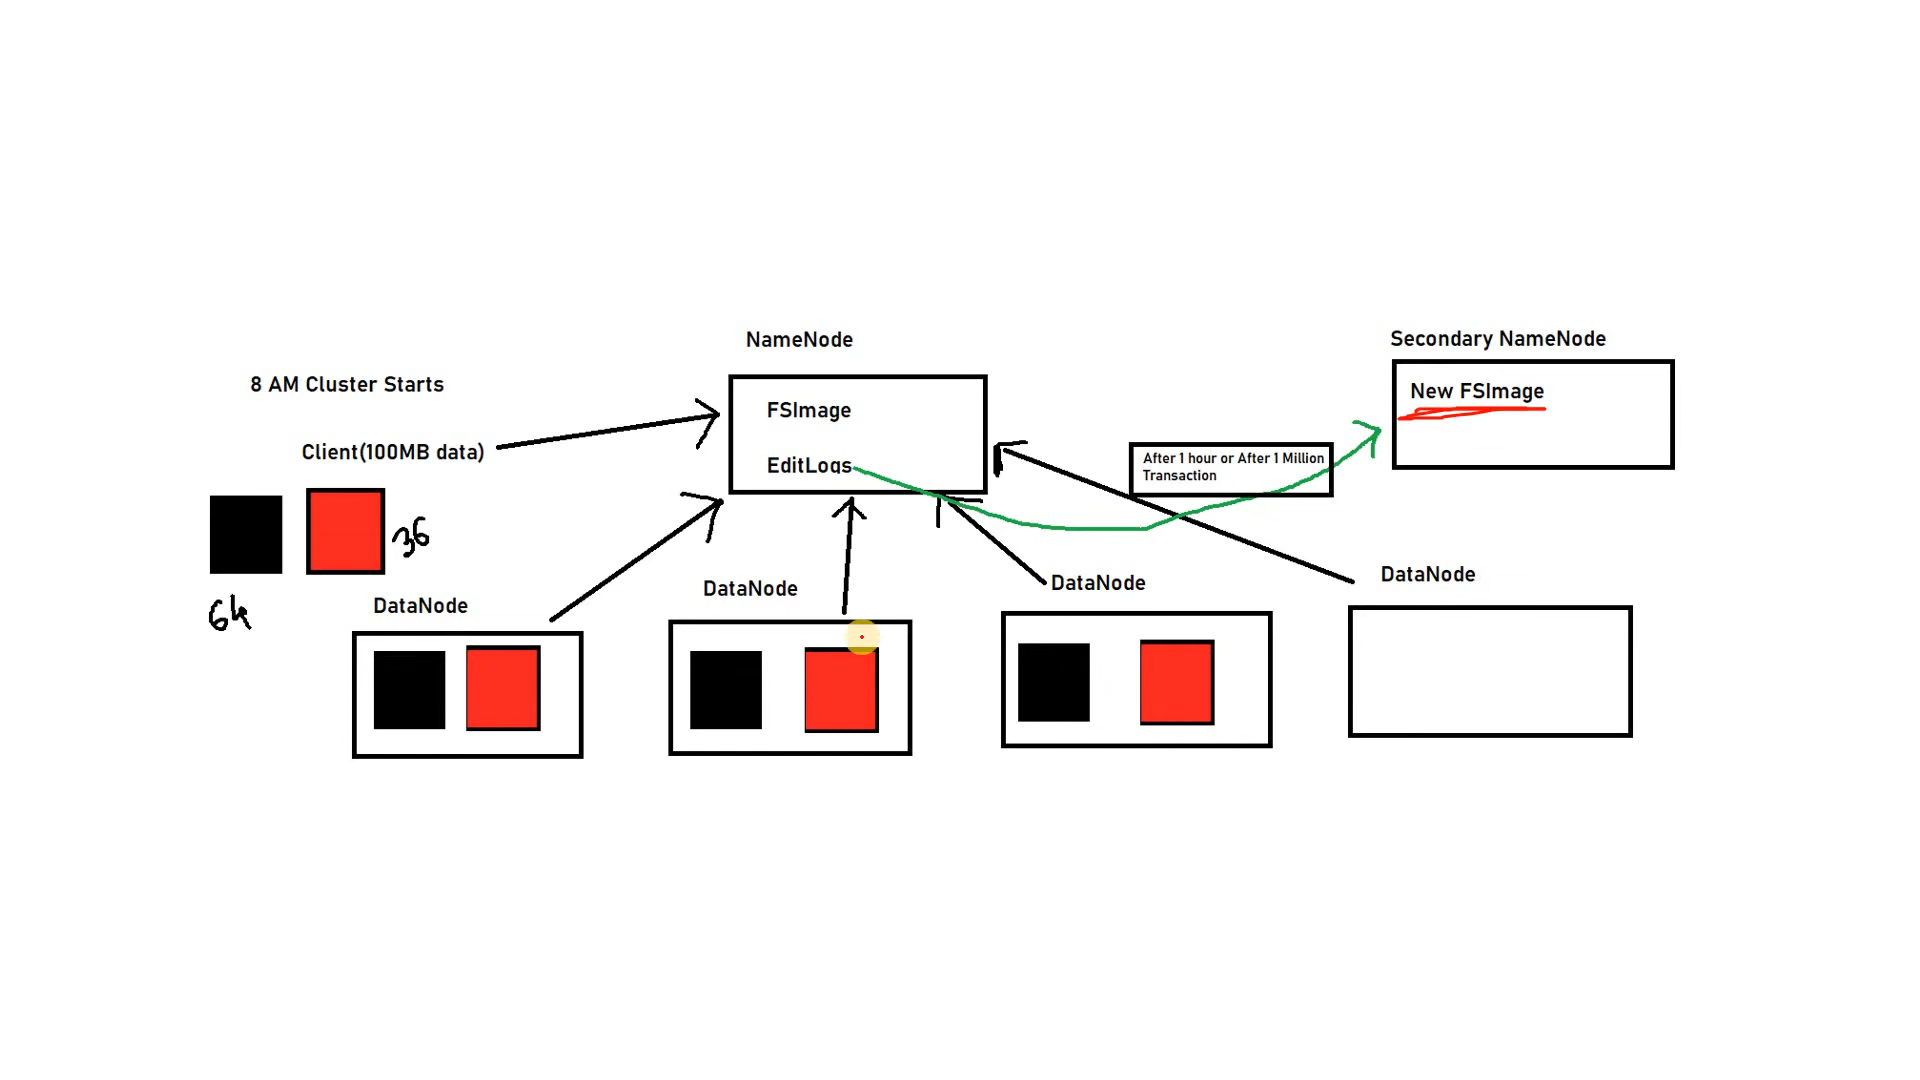 NameNode
Secondary NameNode
8 AM Cluster Starts
FSImage
New FSImage
Client(100MB data)
EditLogs
After 1 hour or After 1 Million
Transaction
36
64
DataNode
DataNode
DataNode
DataNode